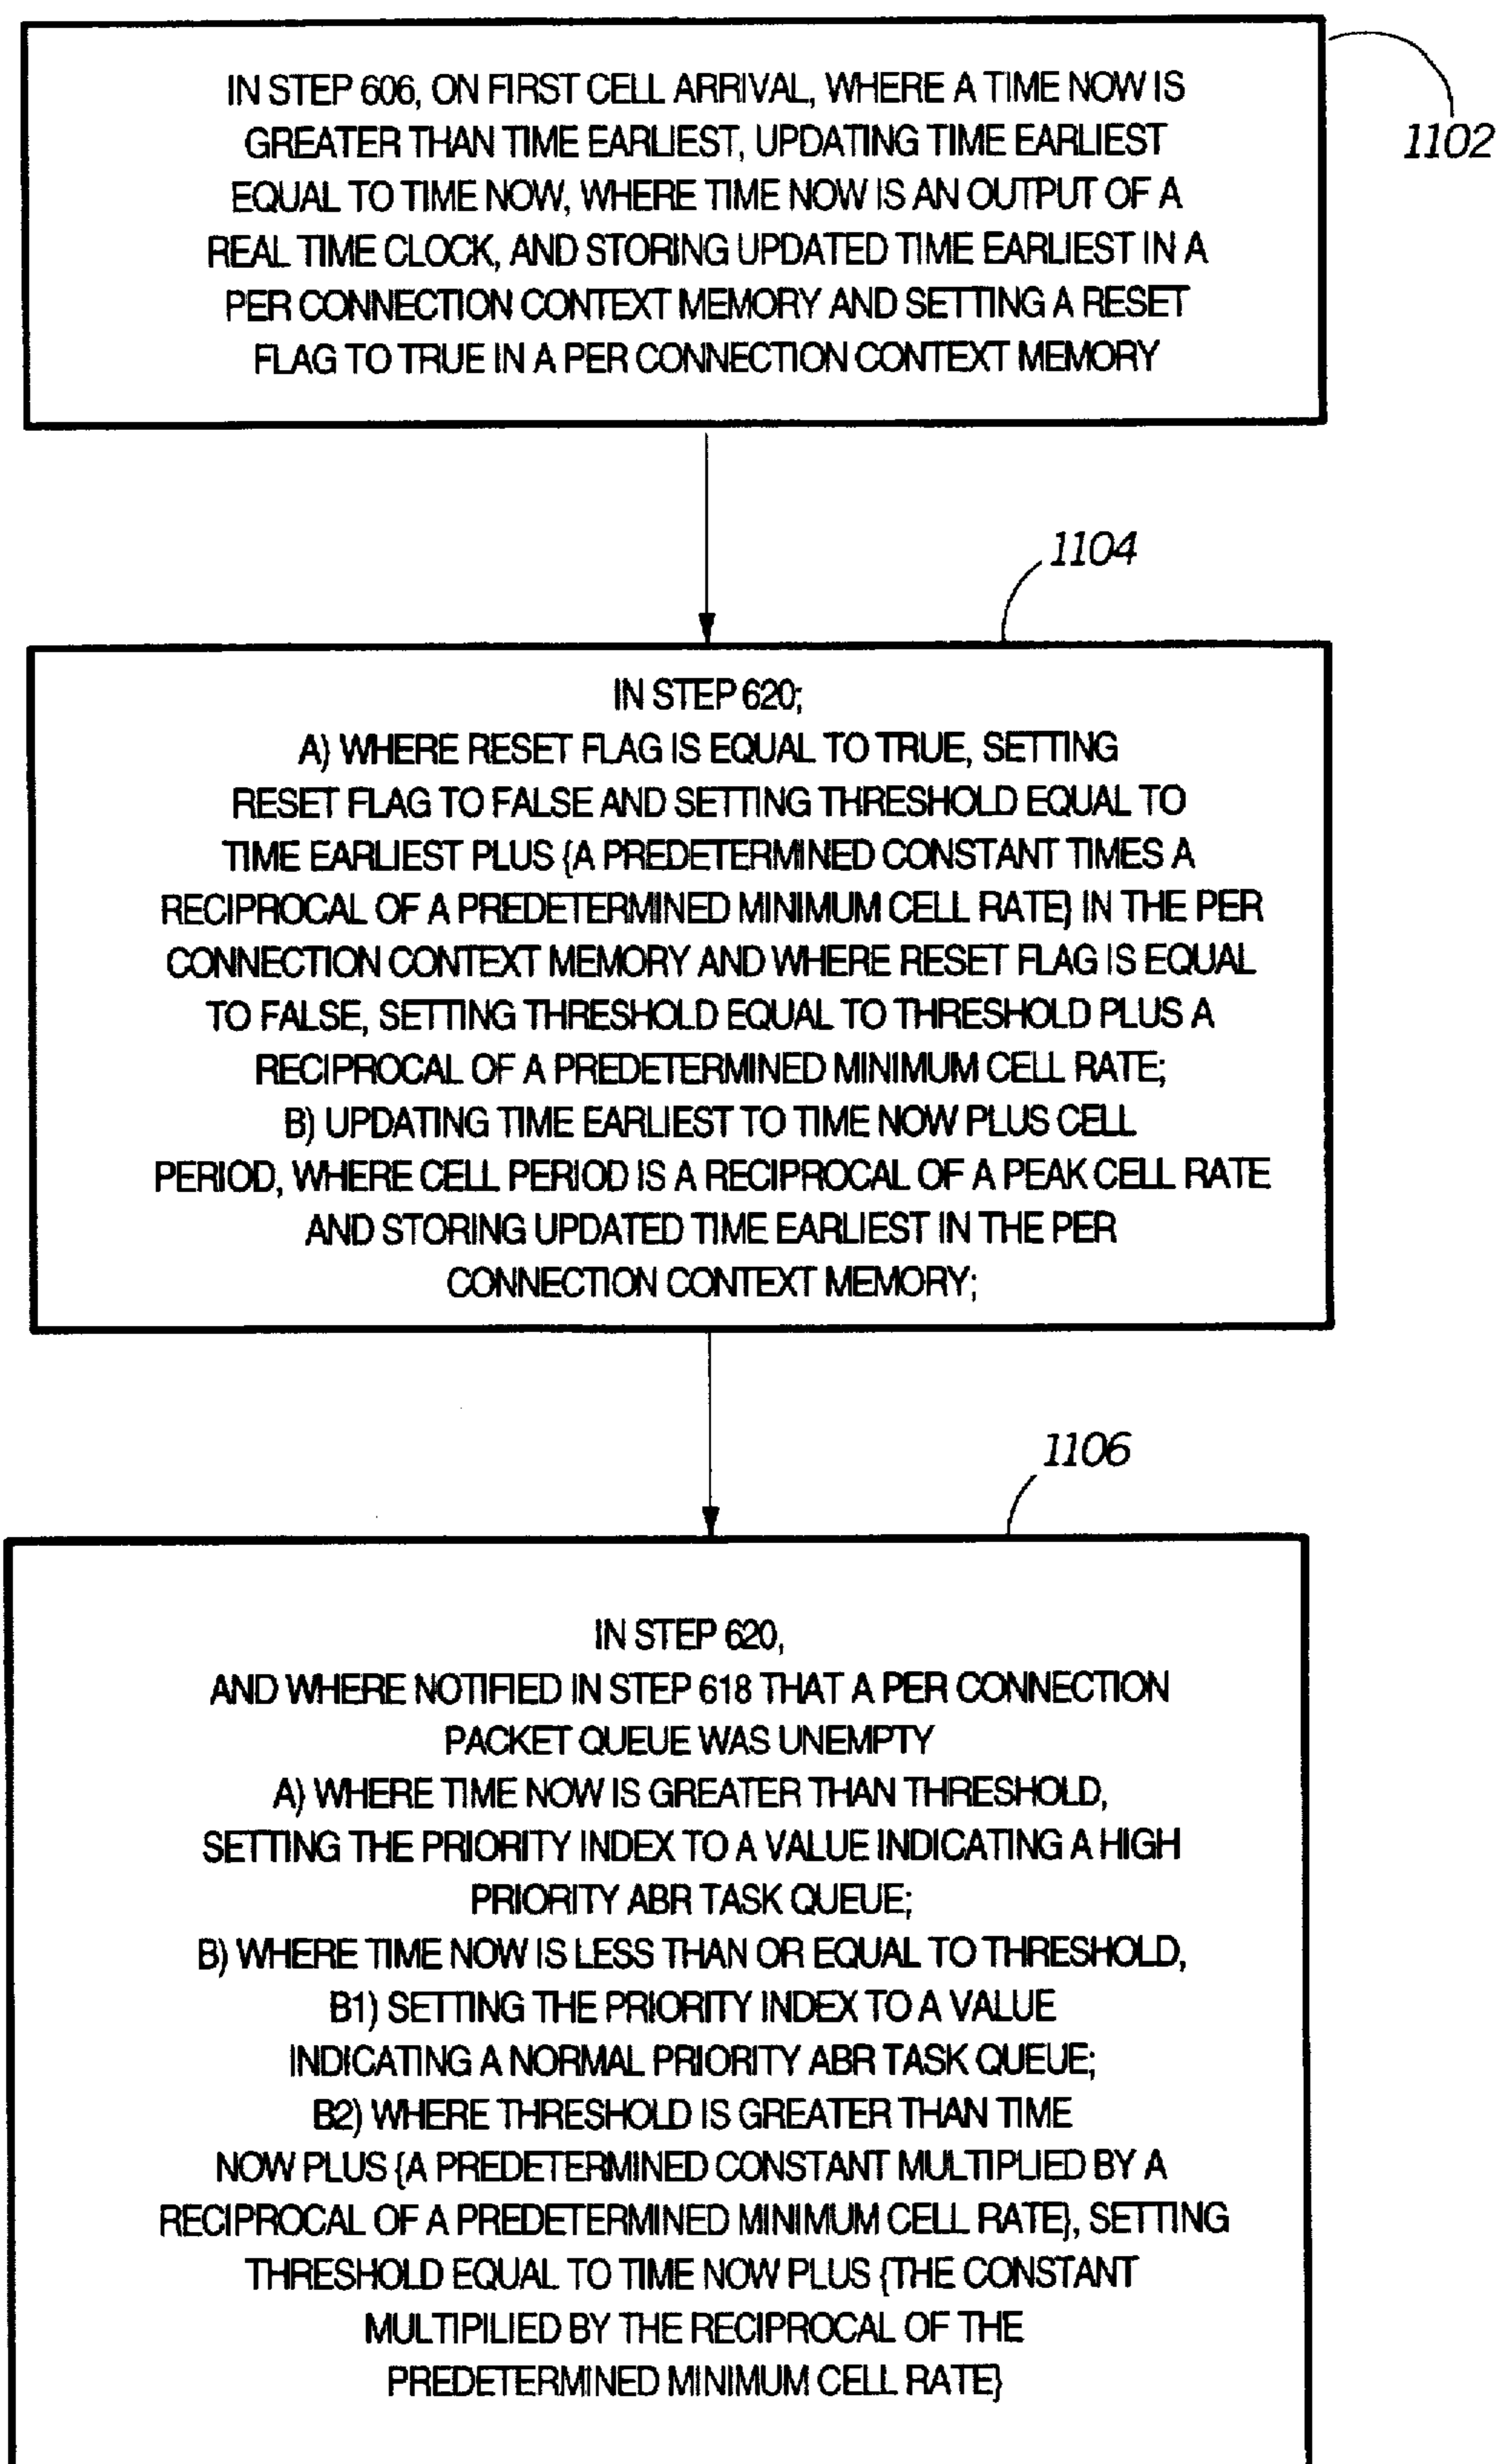 IN STEP 606, ON FIRST CELL ARRIVAL, WHERE A TIME NOW IS
GREATER THAN TIME EARLIEST, UPDATING TIME EARLIEST
EQUAL TO TIME NOW, WHERE TIME NOW IS AN OUTPUT OF A
REAL TIME CLOCK, AND STORING UPDATED TIME EARLIEST IN A
PER CONNECTION CONTEXT MEMORY AND SETTING A RESET
FLAG TO TRUE IN A PER CONNECTION CONTEXT MEMORY
1102
1104
IN STEP 620;
A) WHERE RESET FLAG IS EQUAL TO TRUE, SETTING
RESET FLAG TO FALSE AND SETTING THRESHOLD EQUAL TO
TIME EARLIEST PLUS {A PREDETERMINED CONSTANT TIMES A
RECIPROCAL OF A PREDETERMINED MINIMUM CELL RATE} IN THE PER
CONNECTION CONTEXT MEMORY AND WHERE RESET FLAG IS EQUAL
TO FALSE, SETTING THRESHOLD EQUAL TO THRESHOLD PLUS A
RECIPROCAL OF A PREDETERMINED MINIMUM CELL RATE;
B) UPDATING TIME EARLIEST TO TIME NOW PLUS CELL
PERIOD, WHERE CELL PERIOD IS A RECIPROCAL OF A PEAK CELL RATE
AND STORING UPDATED TIME EARLIEST IN THE PER
CONNECTION CONTEXT MEMORY;
1106
IN STEP 620,
AND WHERE NOTIFIED IN STEP 618 THAT A PER CONNECTION
PACKET QUEUE WAS UNEMPTY
A) WHERE TIME NOW IS GREATER THAN THRESHOLD,
SETTING THE PRIORITY INDEX TO A VALUE INDICATING A HIGH
PRIORITY ABR TASK QUEUE;
B) WHERE TIME NOW IS LESS THAN OR EQUAL TO THRESHOLD,
B1) SETTING THE PRIORITY INDEX TO A VALUE
INDICATING A NORMAL PRIORITY ABR TASK QUEUE;
B2) WHERE THRESHOLD IS GREATER THAN TIME
NOW PLUS {A PREDETERMINED CONSTANT MULTIPLIED BY A
RECIPROCAL OF A PREDETERMINED MINIMUM CELL RATE}, SETTING
THRESHOLD EQUAL TO TIME NOW PLUS {THE CONSTANT
MULTIPILIED BY THE RECIPROCAL OF THE
PREDETERMINED MINIMUM CELL RATE}